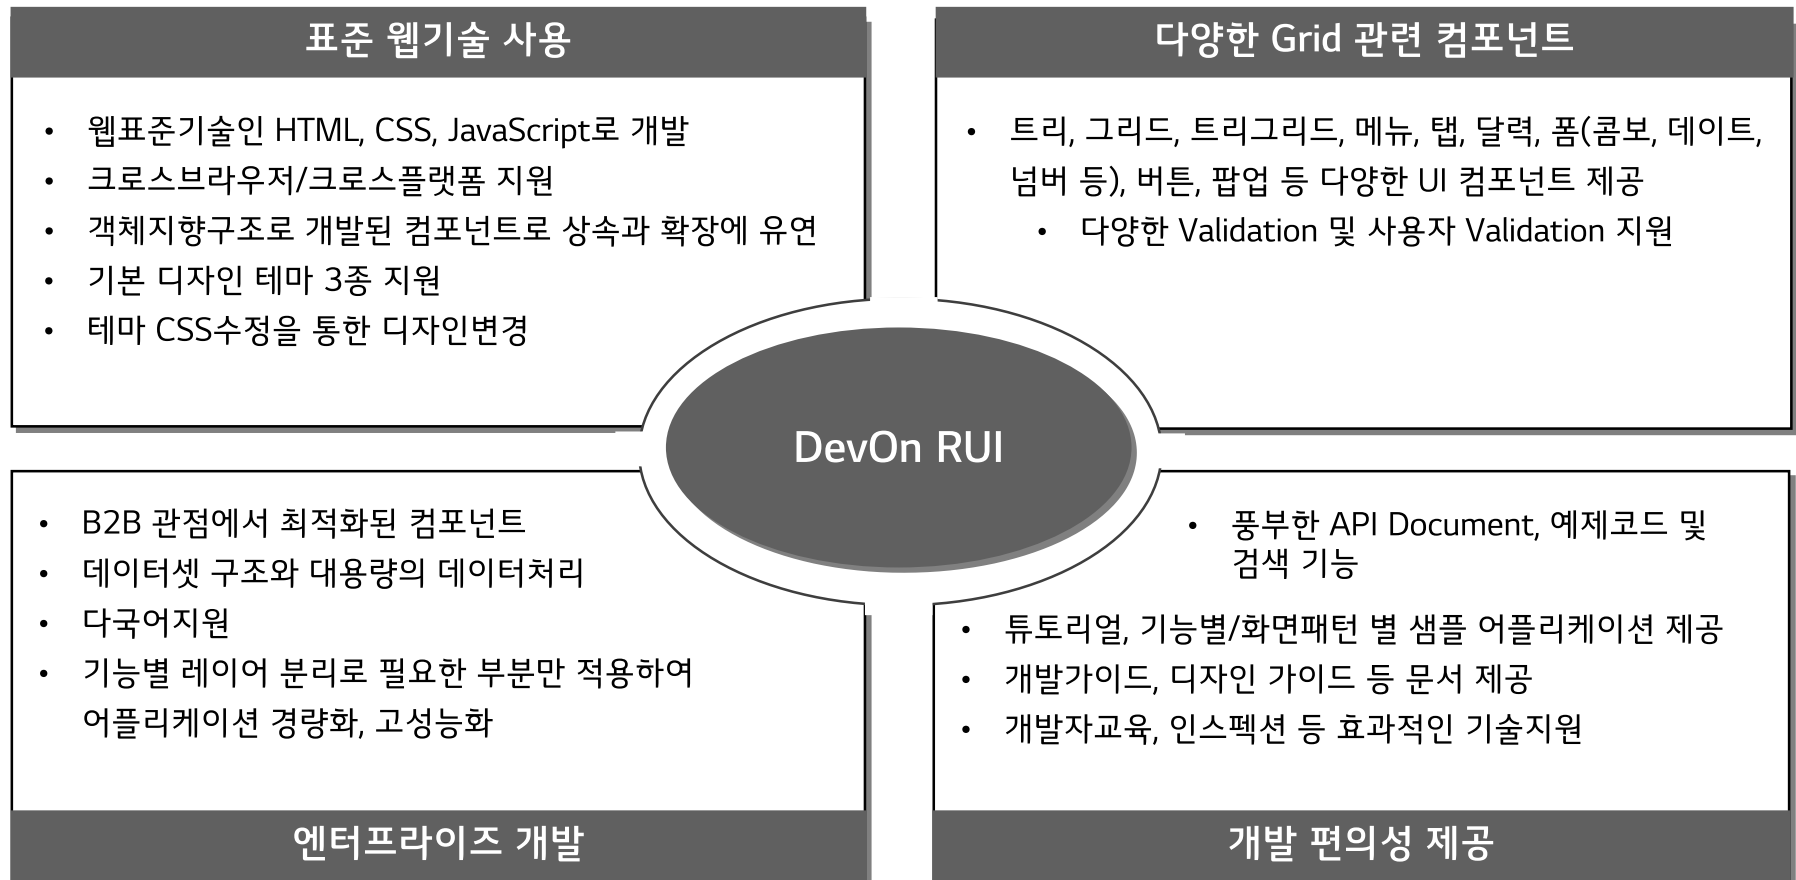 표준 웹기술 사용
• 웹표준기술인 HTML, CSS, JavaScript로 개발
• 크로스브라우저/크로스플랫폼 지원
• 객체지향구조로 개발된 컴포넌트로 상속과 확장에 유연
• 기본 디자인 테마 3종 지원
• 테마 CSS수정을 통한 디자인변경
다양한 Grid 관련 컴포넌트
• 트리, 그리드, 트리그리드, 메뉴, 탭, 달력, 폼(콤보, 데이트,
넘버 등), 버튼, 팝업 등 다양한 UI 컴포넌트 제공
• 다양한 Validation 및 사용자 Validation 지원
DevOn RUI
• B2B 관점에서 최적화된 컴포넌트
• 데이터셋 구조와 대용량의 데이터처리
• 다국어지원
• 기능별 레이어 분리로 필요한 부분만 적용하여
어플리케이션 경량화, 고성능화
엔터프라이즈 개발
• 풍부한 API Document, 예제코드 및
검색 기능
• 튜토리얼, 기능별/화면패턴 별 샘플 어플리케이션 제공
• 개발가이드, 디자인 가이드 등 문서 제공
• 개발자교육, 인스펙션 등 효과적인 기술지원
개발 편의성 제공